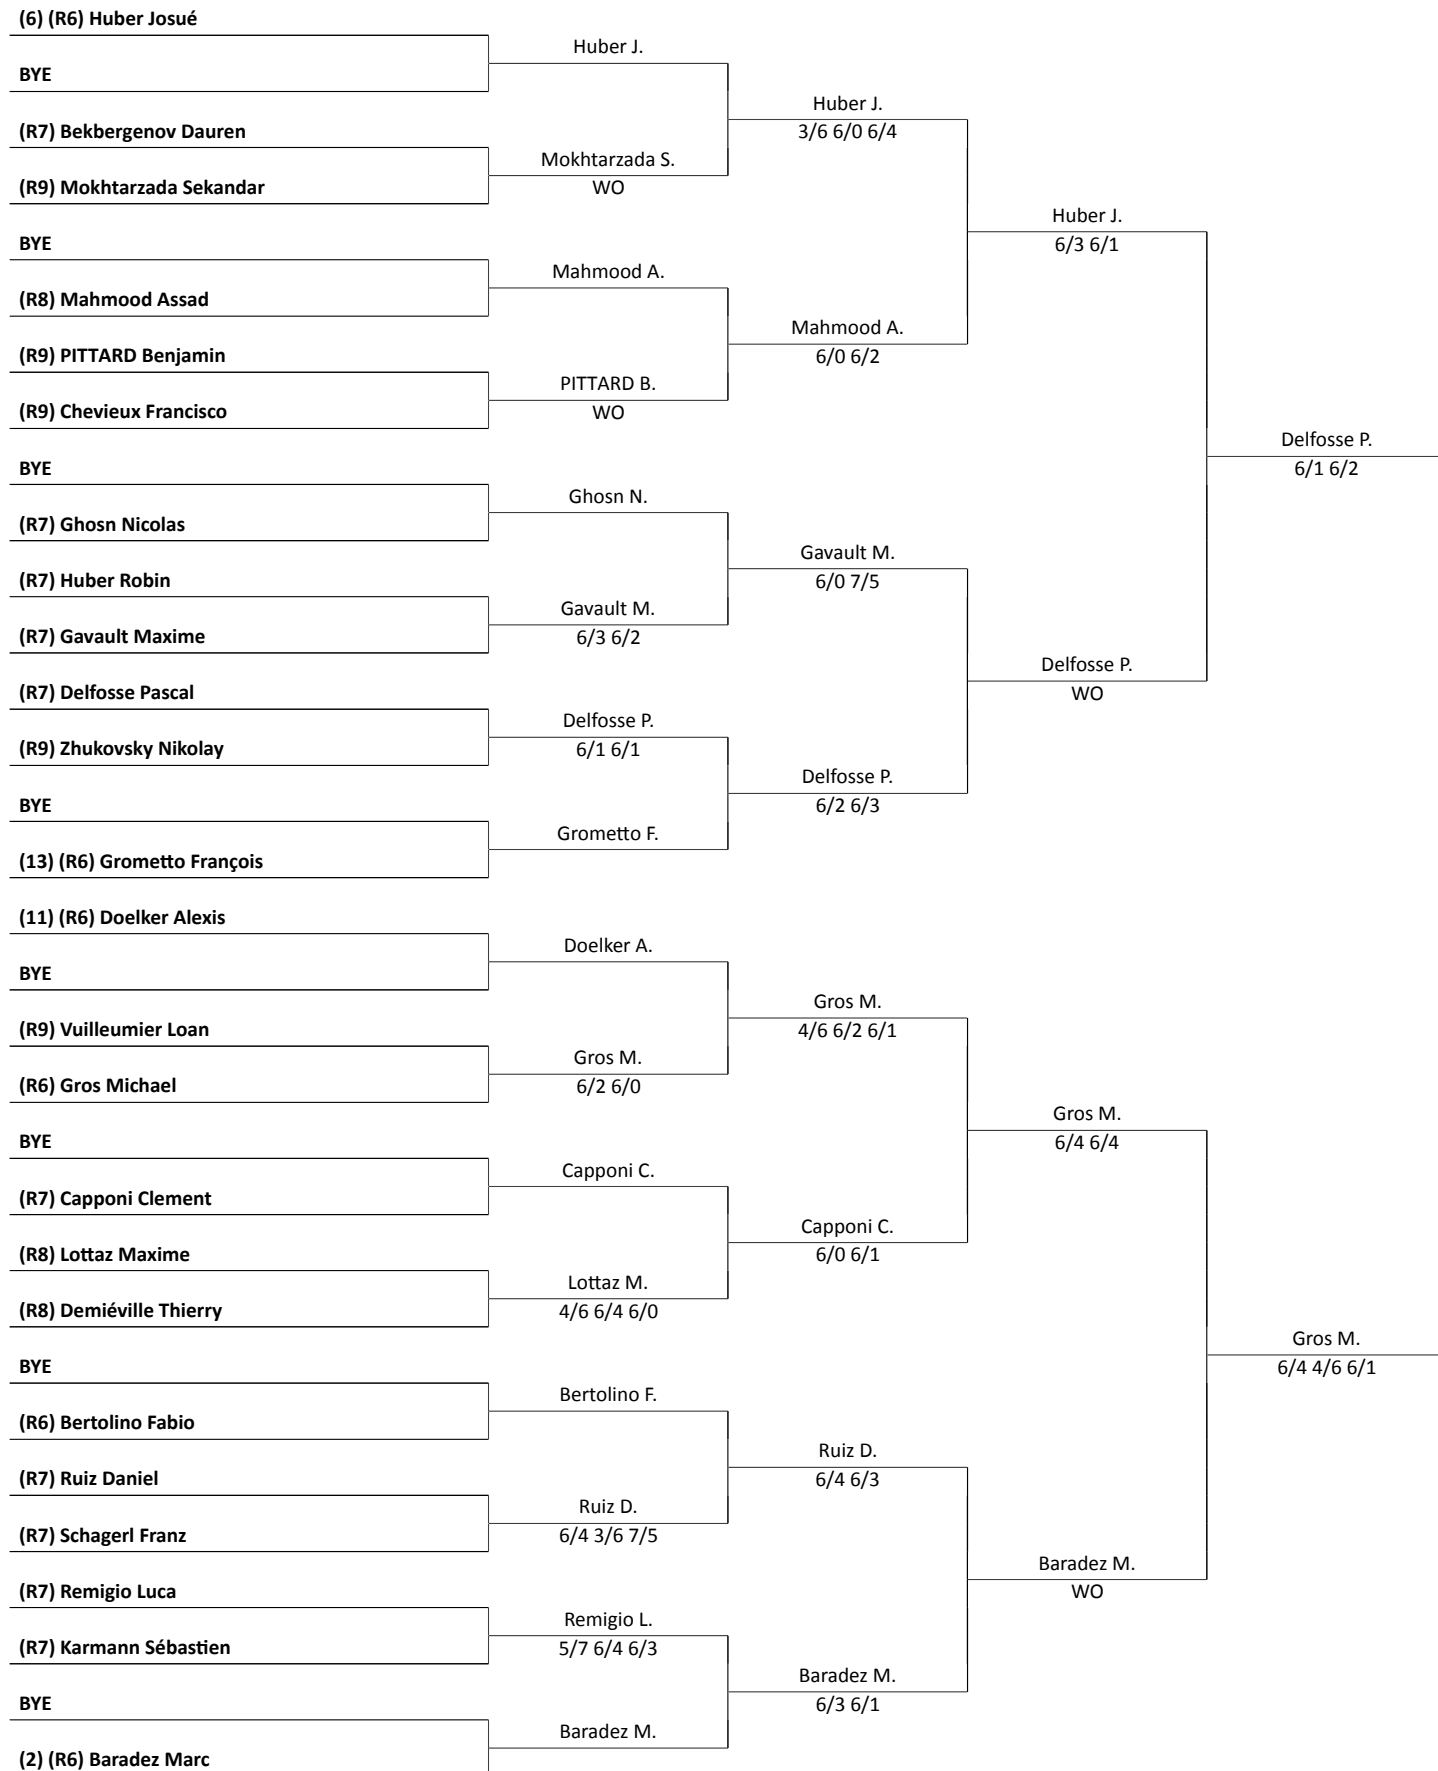 (6) (R6) Huber Josué
BYE
(R7) Bekbergenov Dauren
(R9) Mokhtarzada Sekandar
BYE
(R8) Mahmood Assad
(R9) PITTARD Benjamin
(R9) Chevieux Francisco
BYE
(R7) Ghosn Nicolas
(R7) Huber Robin
(R7) Gavault Maxime
(R7) Delfosse Pascal
(R9) Zhukovsky Nikolay
BYE
(13) (R6) Grometto François
(11) (R6) Doelker Alexis
BYE
(R9) Vuilleumier Loan
(R6) Gros Michael
BYE
(R7) Capponi Clement
(R8) Lottaz Maxime
(R8) Demiéville Thierry
BYE
(R6) Bertolino Fabio
(R7) Ruiz Daniel
(R7) Schagerl Franz
(R7) Remigio Luca
(R7) Karmann Sébastien
BYE
(2) (R6) Baradez Marc
Huber J.
Mokhtarzada S.
WO
Mahmood A.
PITTARD B.
WO
Ghosn N.
Gavault M.
6/3 6/2
Delfosse P.
6/1 6/1
Grometto F.
Doelker A.
Gros M.
6/2 6/0
Capponi C.
Lottaz M.
4/6 6/4 6/0
Bertolino F.
Ruiz D.
6/4 3/6 7/5
Remigio L.
5/7 6/4 6/3
Baradez M.
Huber J.
3/6 6/0 6/4
Mahmood A.
6/0 6/2
Gavault M.
6/0 7/5
Delfosse P.
6/2 6/3
Gros M.
4/6 6/2 6/1
Capponi C.
6/0 6/1
Ruiz D.
6/4 6/3
Baradez M.
6/3 6/1
Huber J.
6/3 6/1
Delfosse P.
WO
Gros M.
6/4 6/4
Baradez M.
WO
Delfosse P.
6/1 6/2
Gros M.
6/4 4/6 6/1